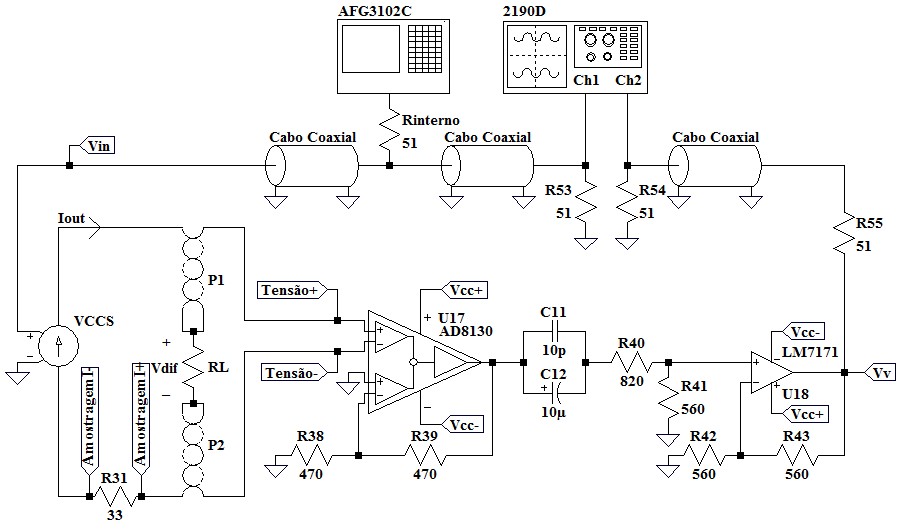 AFG3102C
2190D
Ch1
Ch2
Rinterno
51
Cabo Coaxial
Cabo Coaxial
Cabo Coaxial
Vin
R53
51
R54
51
R55
51
Iout
P1
VCCS
+
−
+
Vdif
−
RL
P2
Amostragem I-
Amostragem I+
R31
33
Tensão+
Tensão-
Vcc+
+
U17
AD8130
+
−
+
−
−
Vcc-
R38
470
R39
470
C11
10p
C12
+
10µ
R40
820
R41
560
Vcc-
−
LM7171
+
−
+
U18
Vcc+
Vv
R42
560
R43
560